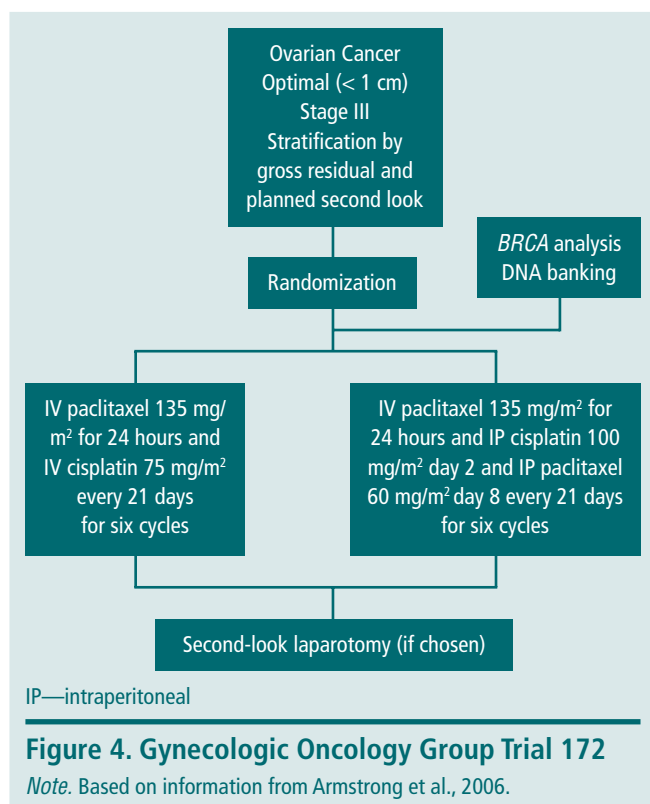 Ovarian Cancer
Optimal (< 1 cm)
Stage III
Stratification by
gross residual and
planned second look
BRCA analysis
DNA banking
Randomization
IV paclitaxel 135 mg/
m² for 24 hours and
IV cisplatin 75 mg/m²
every 21 days
for six cycles
IV paclitaxel 135 mg/m² for
24 hours and IP cisplatin 100
mg/m² day 2 and IP paclitaxel
60 mg/m² day 8 every 21 days
for six cycles
Second-look laparotomy (if chosen)
IP—intraperitoneal
Figure 4. Gynecologic Oncology Group Trial 172
Note. Based on information from Armstrong et al., 2006.